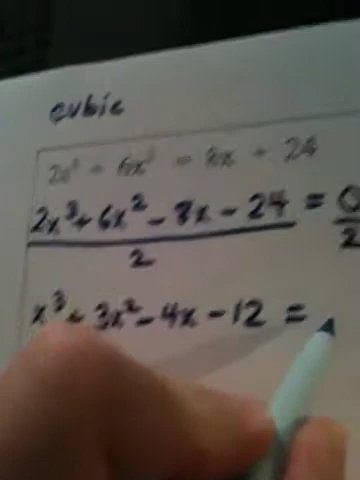 cubic
2x³ + 6x² = 8x + 24
2x³ + 6x² - 8x - 24 = 0
2 2
x³ + 3x² - 4x - 12 =